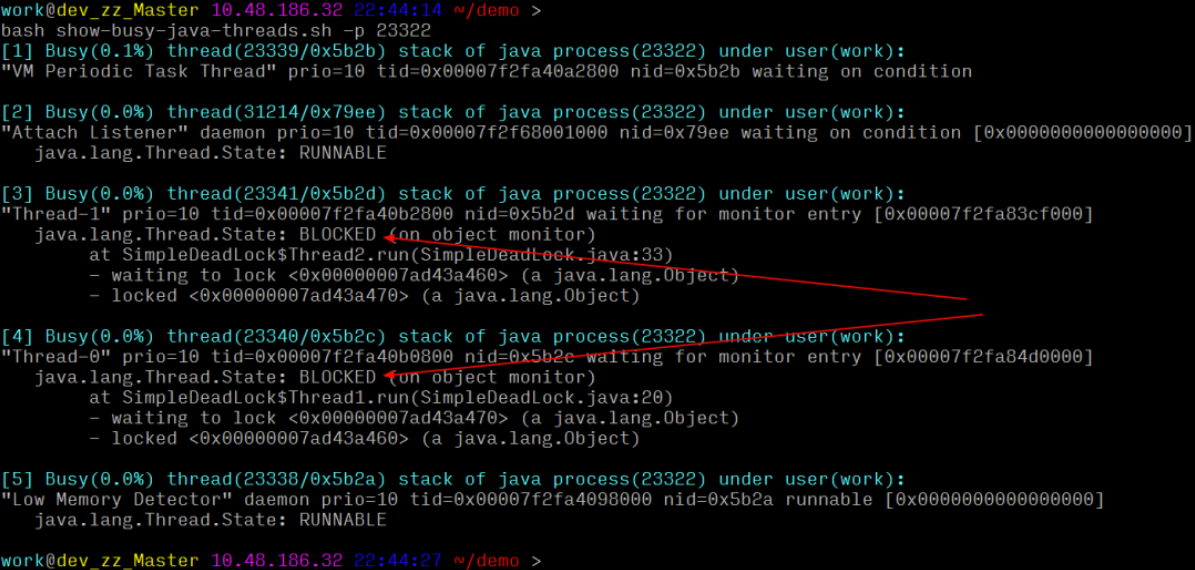 work@dev_zz_Master 10.48.186.32 22:44:14 ~/demo >
bash show-busy-java-threads.sh -p 23322
[1] Busy(0.1%) thread(23339/0x5b2b) stack of java process(23322) under user(work):
"VM Periodic Task Thread" prio=10 tid=0x00007f2fa40a2800 nid=0x5b2b waiting on condition
[2] Busy(0.0%) thread(31214/0x79ee) stack of java process(23322) under user(work):
"Attach Listener" daemon prio=10 tid=0x00007f2f68001000 nid=0x79ee waiting on condition [0x0000000000000000]
java.lang.Thread.State: RUNNABLE
[3] Busy(0.0%) thread(23341/0x5b2d) stack of java process(23322) under user(work):
"Thread-1" prio=10 tid=0x00007f2fa40b2800 nid=0x5b2d waiting for monitor entry [0x00007f2fa83cf000]
java.lang.Thread.State: BLOCKED (on object monitor)
at SimpleDeadLock$Thread2.run(SimpleDeadLock.java:33)
- waiting to lock <0x00000007ad43a460> (a java.lang.Object)
- locked <0x00000007ad43a470> (a java.lang.Object)
[4] Busy(0.0%) thread(23340/0x5b2c) stack of java process(23322) under user(work):
"Thread-0" prio=10 tid=0x00007f2fa40b0800 nid=0x5b2c waiting for monitor entry [0x00007f2fa84d0000]
java.lang.Thread.State: BLOCKED (on object monitor)
at SimpleDeadLock$Thread1.run(SimpleDeadLock.java:20)
- waiting to lock <0x00000007ad43a470> (a java.lang.Object)
- locked <0x00000007ad43a460> (a java.lang.Object)
[5] Busy(0.0%) thread(23338/0x5b2a) stack of java process(23322) under user(work):
"Low Memory Detector" daemon prio=10 tid=0x00007f2fa4098000 nid=0x5b2a runnable [0x0000000000000000]
java.lang.Thread.State: RUNNABLE
work@dev_zz_Master 10.48.186.32 22:44:27 ~/demo >